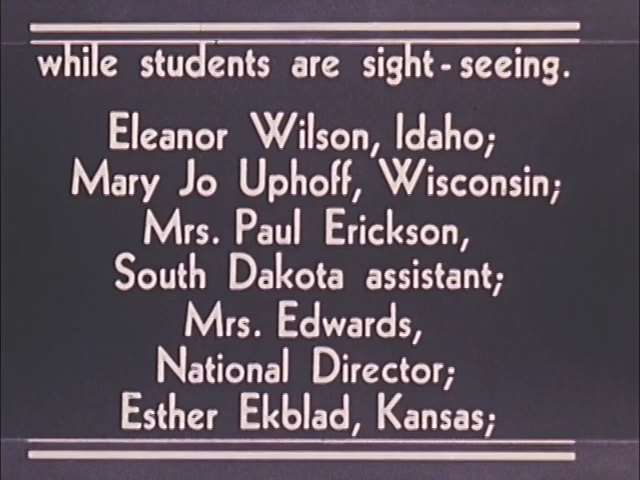 while students are sight-seeing.
Eleanor Wilson, Idaho;
Mary Jo Uphoff, Wisconsin;
Mrs. Paul Erickson,
South Dakota assistant;
Mrs. Edwards,
National Director;
Esther Ekblad, Kansas;